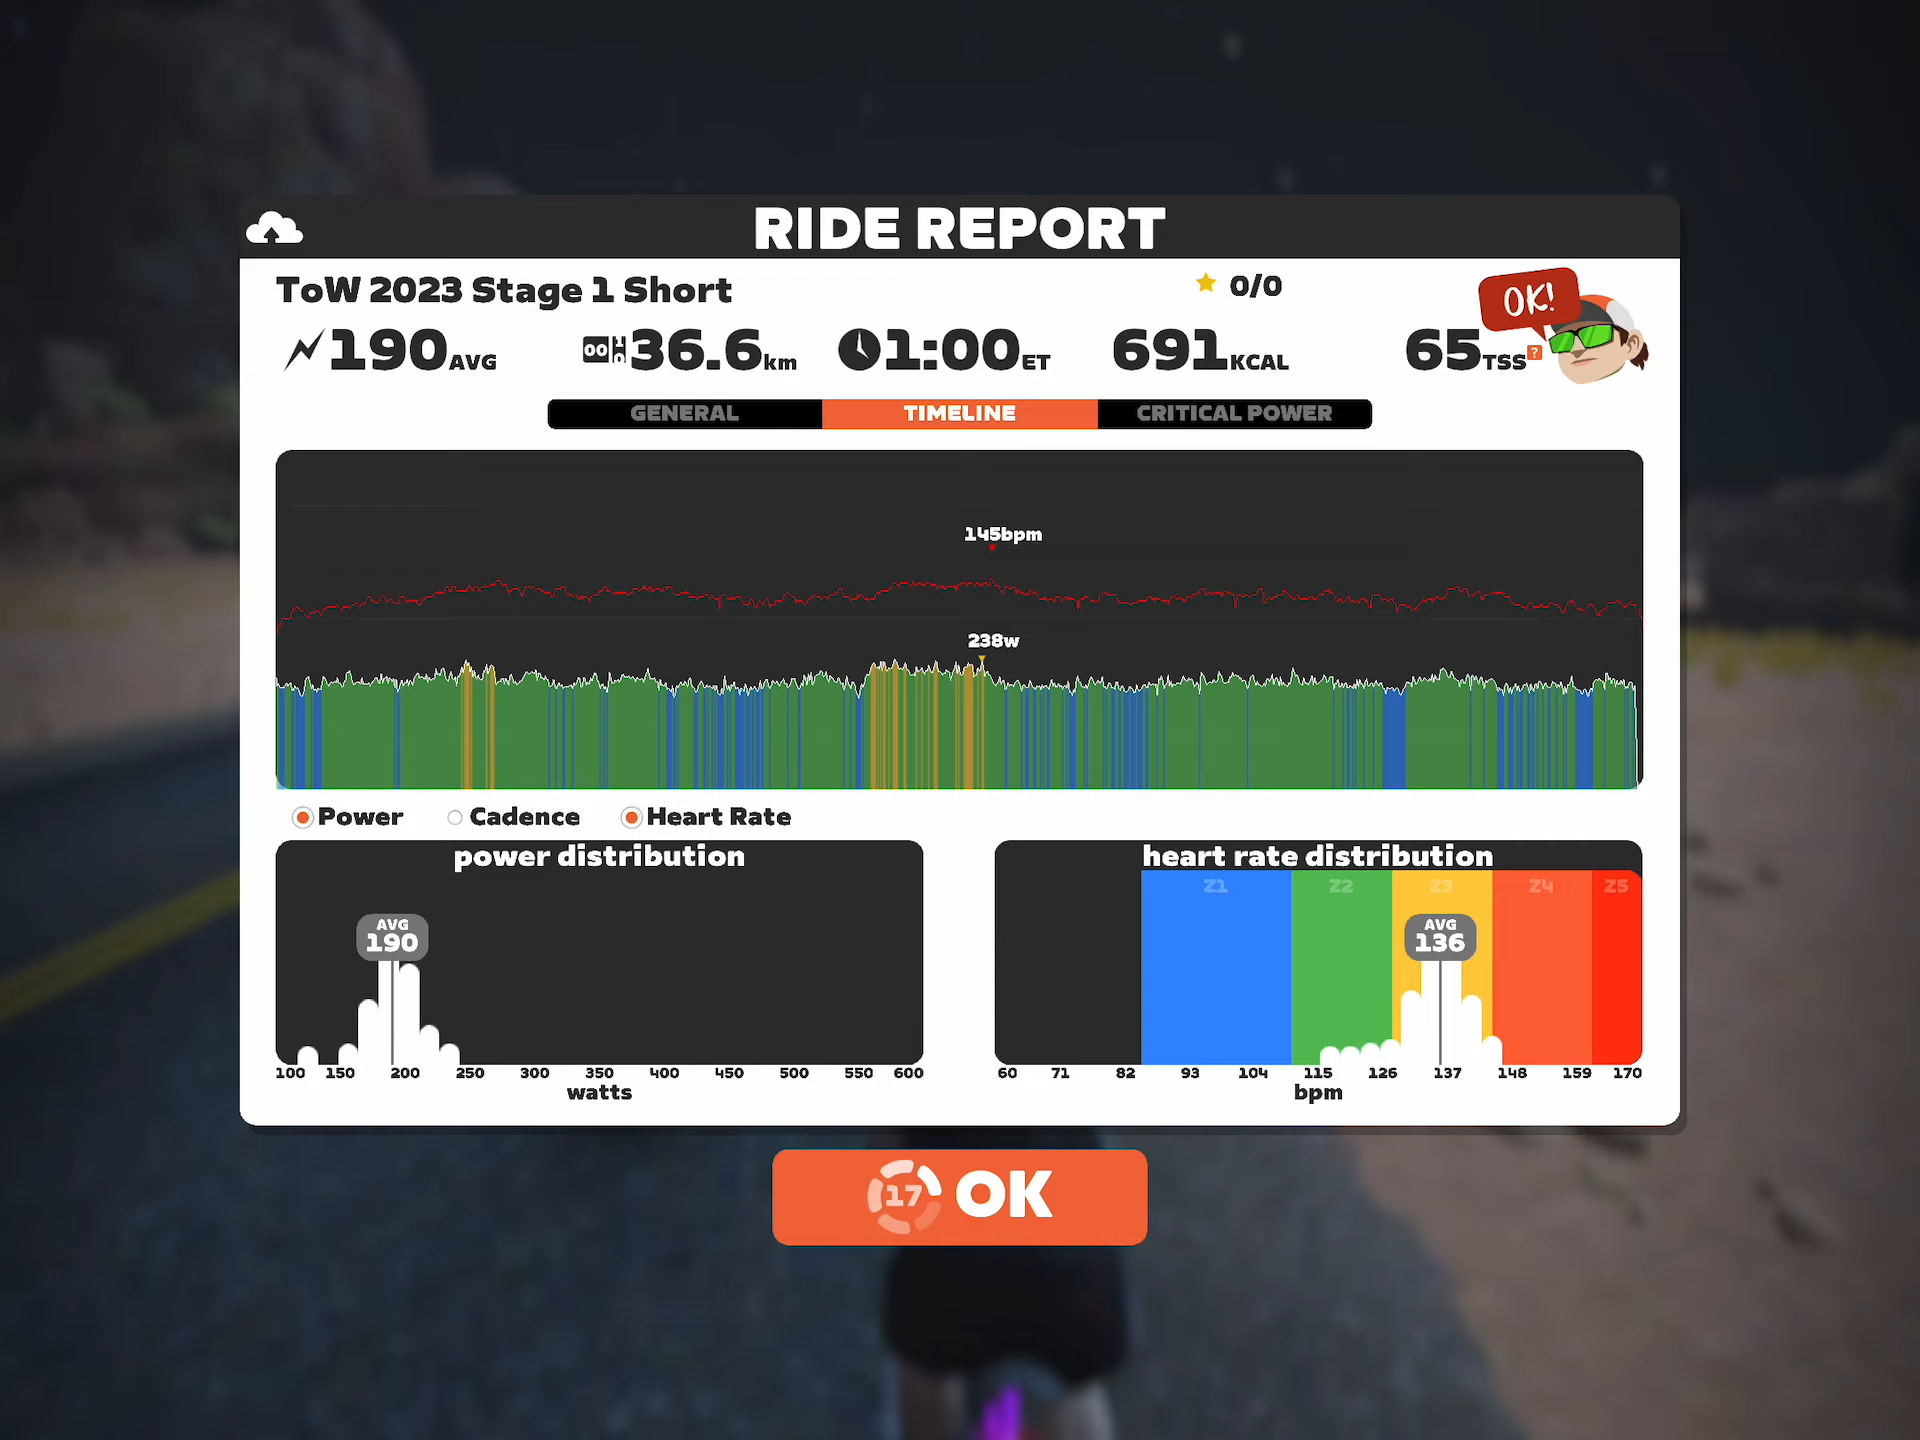 RIDE REPORT
ToW 2023 Stage 1 Short
0/0
OK!
190AVG
36.6km
1:00ET
691KCAL
65TSS?
GENERAL
TIMELINE
CRITICAL POWER
145bpm
238w
Power
Cadence
Heart Rate
power distribution
AVG
190
100 150 200 250 300 350 400 450 500 550 600
watts
heart rate distribution
Z1 Z2 Z3 Z4 Z5
AVG
136
60 71 82 93 104 115 126 137 148 159 170
bpm
17 OK